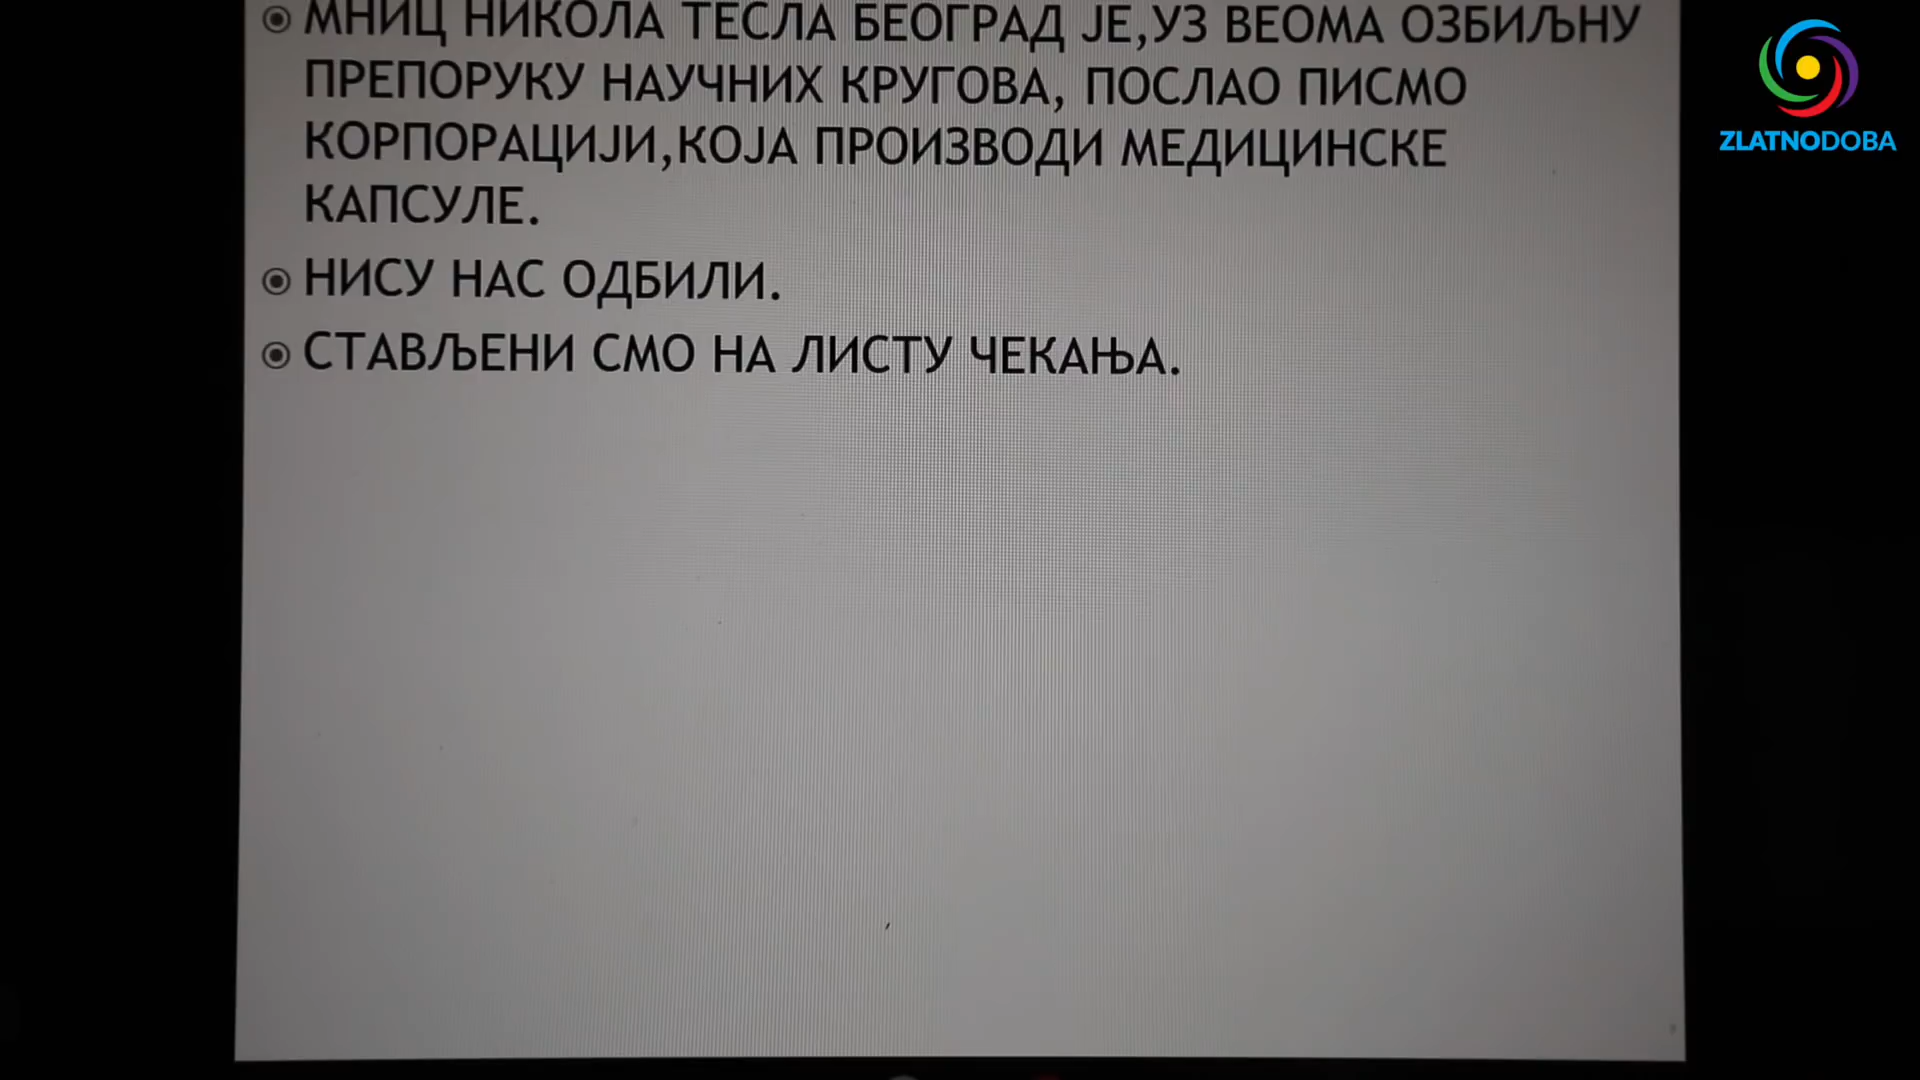 МНИЦ НИКОЛА ТЕСЛА БЕОГРАД ЈЕ,УЗ ВЕОМА ОЗБИЉНУ
ПРЕПОРУКУ НАУЧНИХ КРУГОВА, ПОСЛАО ПИСМО
КОРПОРАЦИЈИ,КОЈА ПРОИЗВОДИ МЕДИЦИНСКЕ
КАПСУЛЕ.
НИСУ НАС ОДБИЛИ.
СТАВЉЕНИ СМО НА ЛИСТУ ЧЕКАЊА.
ZLATNODOBA